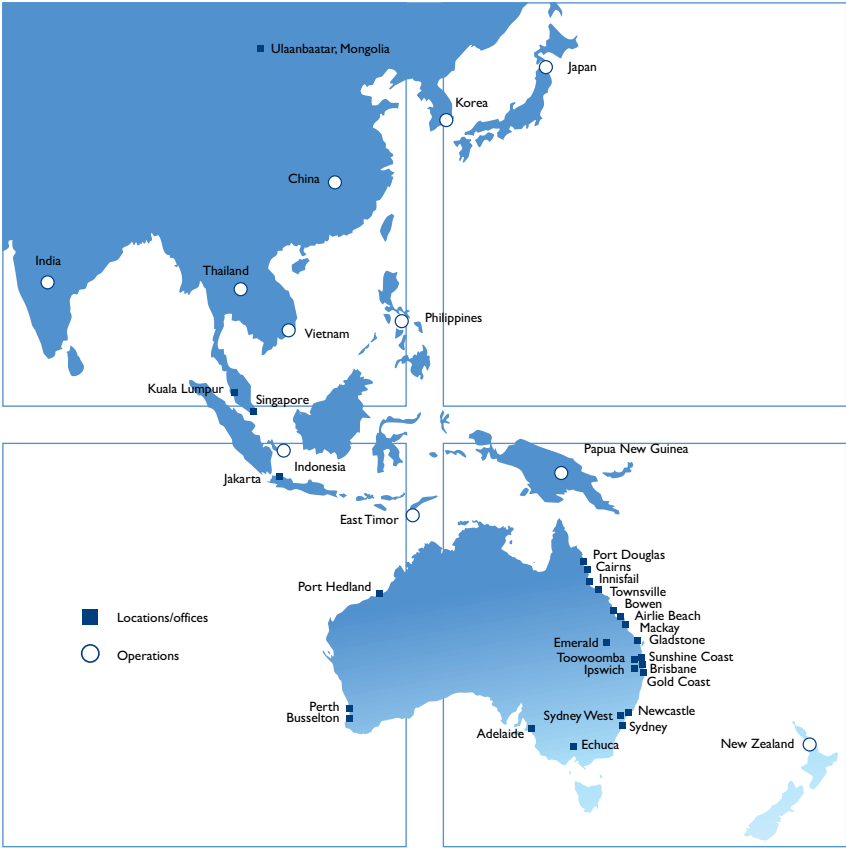 Ulaanbaatar, Mongolia
Japan
Korea
China
India
Thailand
Philippines
Vietnam
Kuala Lumpur
Singapore
Papua New Guinea
Indonesia
Jakarta
East Timor
Port Douglas
Cairns
Innisfail
Port Hedland
Townsville
Bowen
Airlie Beach
Locations/offices
Mackay
Emerald
Gladstone
Operations
Toowoomba
Sunshine Coast
Ipswich
Brisbane
Gold Coast
Perth
Busselton
Sydney West
Newcastle
Sydney
Adelaide
Echuca
New Zealand